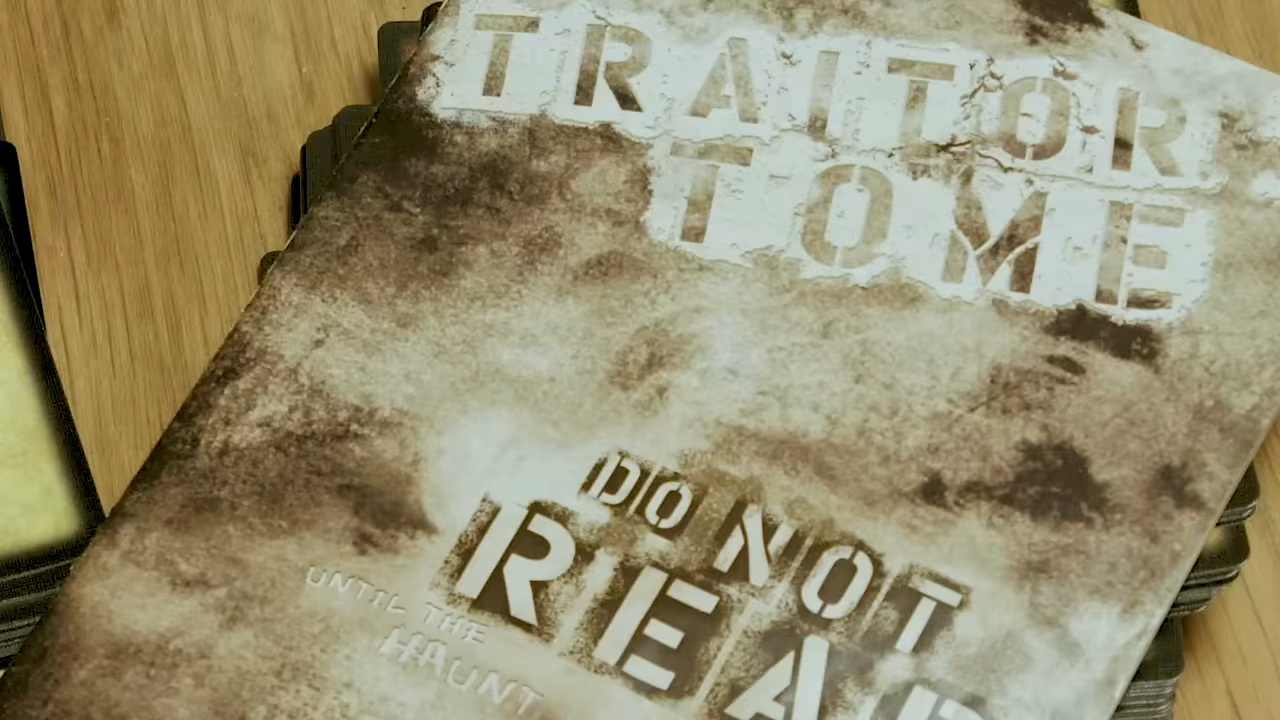 TRAITOR
TOME
DO NOT
READ
UNTIL THE
HAUNT